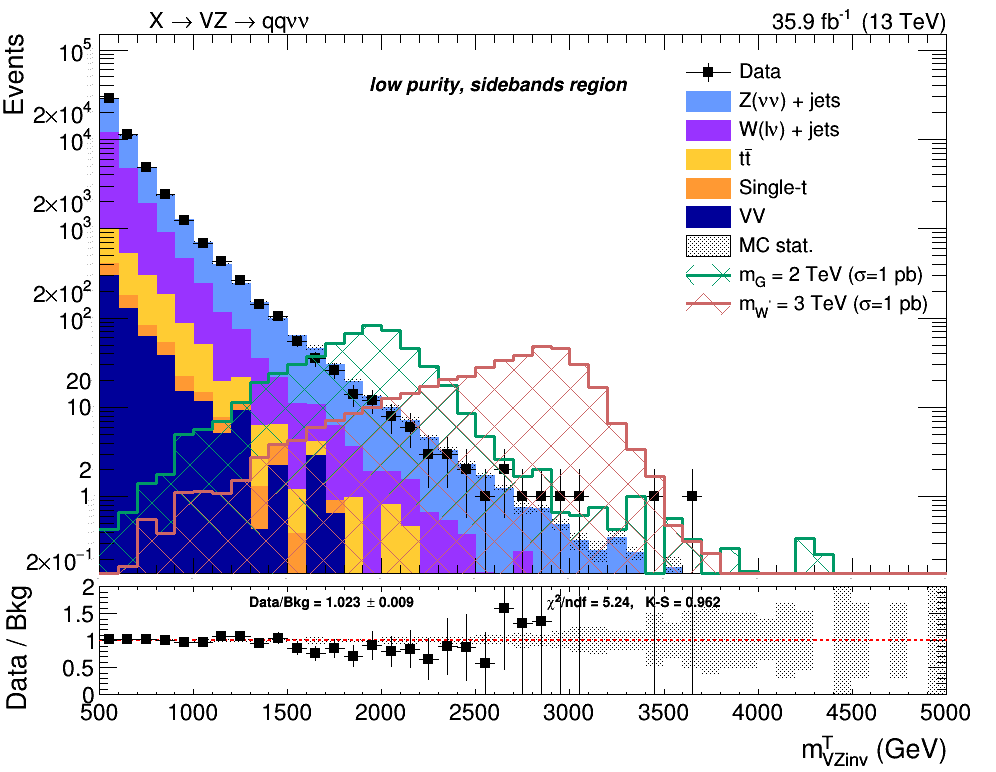 X → VZ → qqνν
35.9 fb⁻¹ (13 TeV)
Events
low purity, sidebands region
Data
Z(νν) + jets
W(lν) + jets
tt̄
Single-t
VV
MC stat.
m_G = 2 TeV (σ=1 pb)
m_W' = 3 TeV (σ=1 pb)
10⁵
2×10⁴
10⁴
2×10³
10³
2×10²
10²
20
10
2
1
2×10⁻¹
Data / Bkg
2
1.5
1
0.5
0
Data/Bkg = 1.023 ± 0.009
χ²/ndf = 5.24, K-S = 0.962
500 1000 1500 2000 2500 3000 3500 4000 4500 5000
m^T_VZinv (GeV)